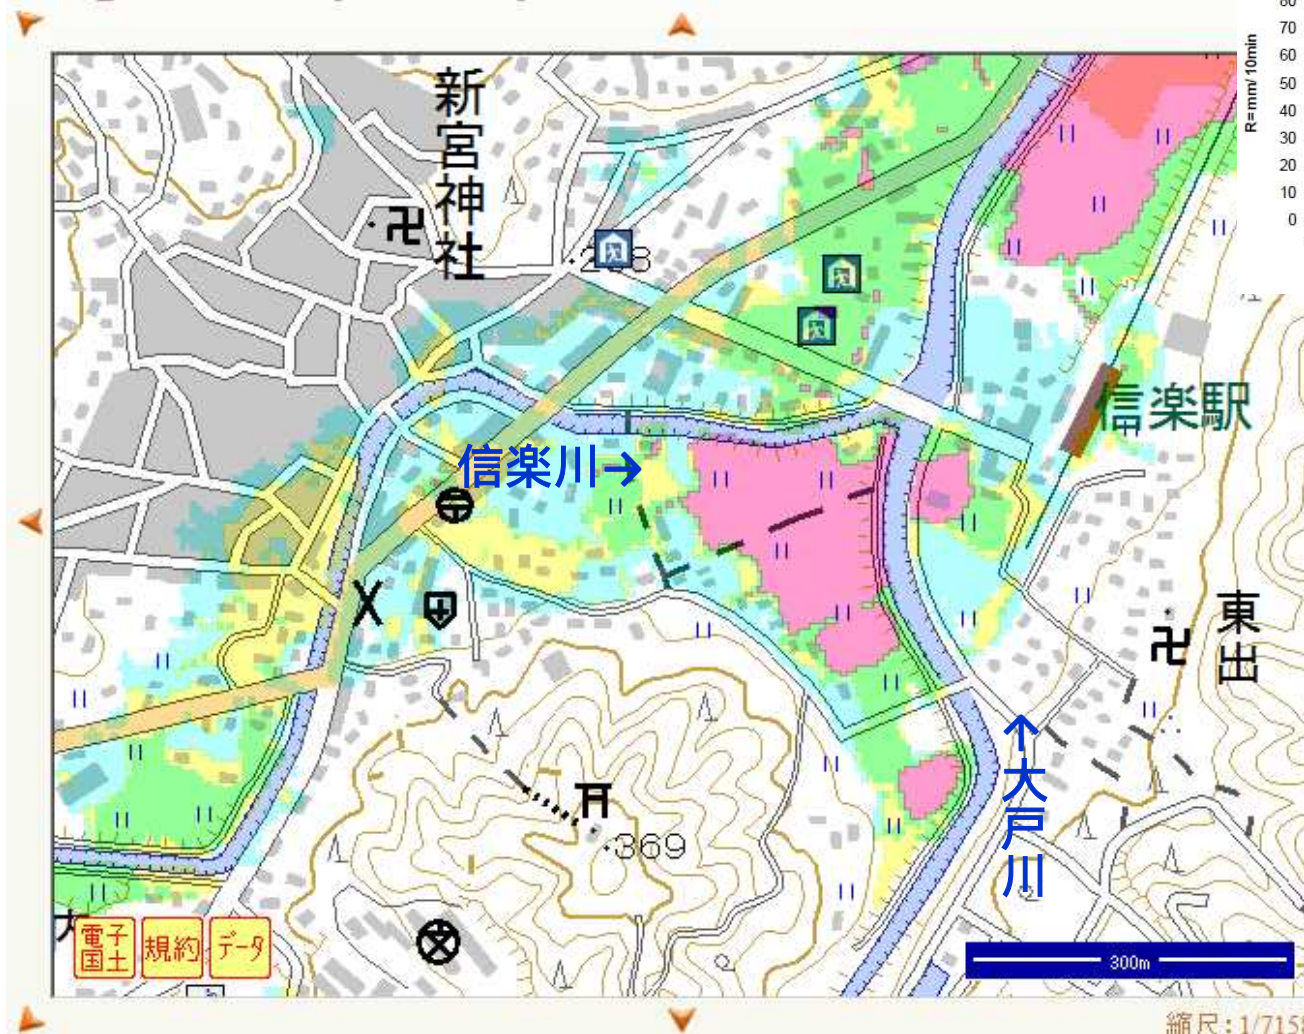 80
70
60
50
40
30
20
10
0
R=mm/10min
新宮神社
信楽駅
信楽川→
東出
↑大戸川
・369
電子国土
規約
データ
300m
縮尺:1/715